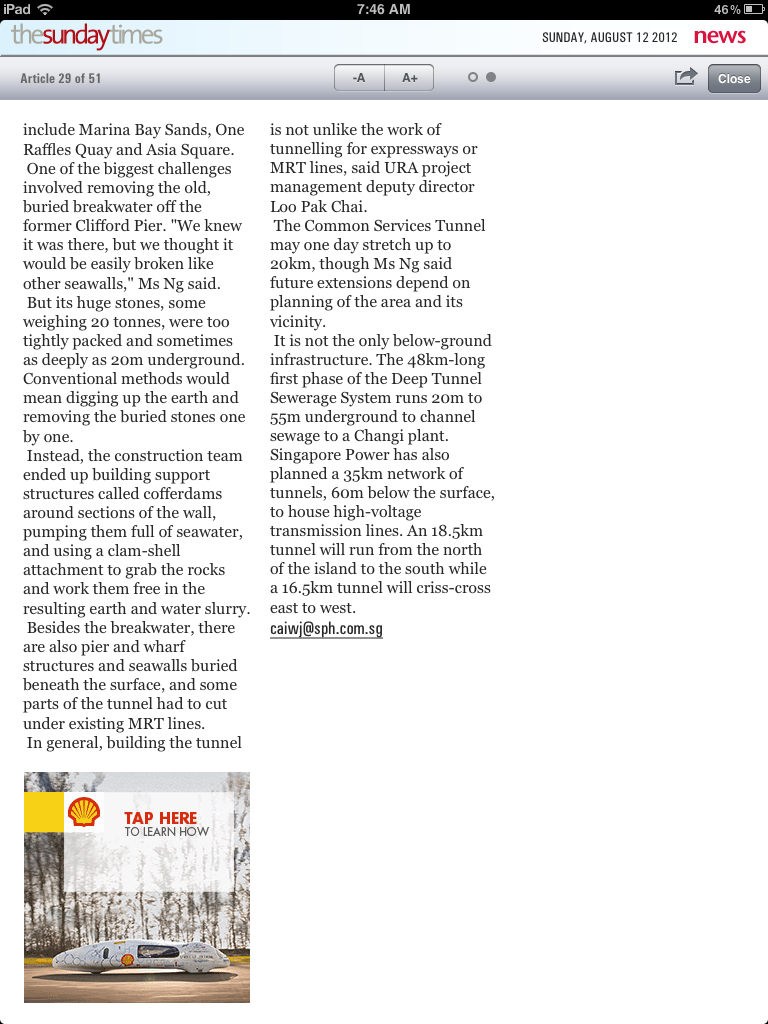 iPad 7:46 AM 46%
thesundaytimes SUNDAY, AUGUST 12 2012 news
Article 29 of 51 -A A+ Close
include Marina Bay Sands, One
Raffles Quay and Asia Square.
One of the biggest challenges
involved removing the old,
buried breakwater off the
former Clifford Pier. "We knew
it was there, but we thought it
would be easily broken like
other seawalls," Ms Ng said.
But its huge stones, some
weighing 20 tonnes, were too
tightly packed and sometimes
as deeply as 20m underground.
Conventional methods would
mean digging up the earth and
removing the buried stones one
by one.
Instead, the construction team
ended up building support
structures called cofferdams
around sections of the wall,
pumping them full of seawater,
and using a clam-shell
attachment to grab the rocks
and work them free in the
resulting earth and water slurry.
Besides the breakwater, there
are also pier and wharf
structures and seawalls buried
beneath the surface, and some
parts of the tunnel had to cut
under existing MRT lines.
In general, building the tunnel
is not unlike the work of
tunnelling for expressways or
MRT lines, said URA project
management deputy director
Loo Pak Chai.
The Common Services Tunnel
may one day stretch up to
20km, though Ms Ng said
future extensions depend on
planning of the area and its
vicinity.
It is not the only below-ground
infrastructure. The 48km-long
first phase of the Deep Tunnel
Sewerage System runs 20m to
55m underground to channel
sewage to a Changi plant.
Singapore Power has also
planned a 35km network of
tunnels, 60m below the surface,
to house high-voltage
transmission lines. An 18.5km
tunnel will run from the north
of the island to the south while
a 16.5km tunnel will criss-cross
east to west.
caiwj@sph.com.sg
TAP HERE
TO LEARN HOW